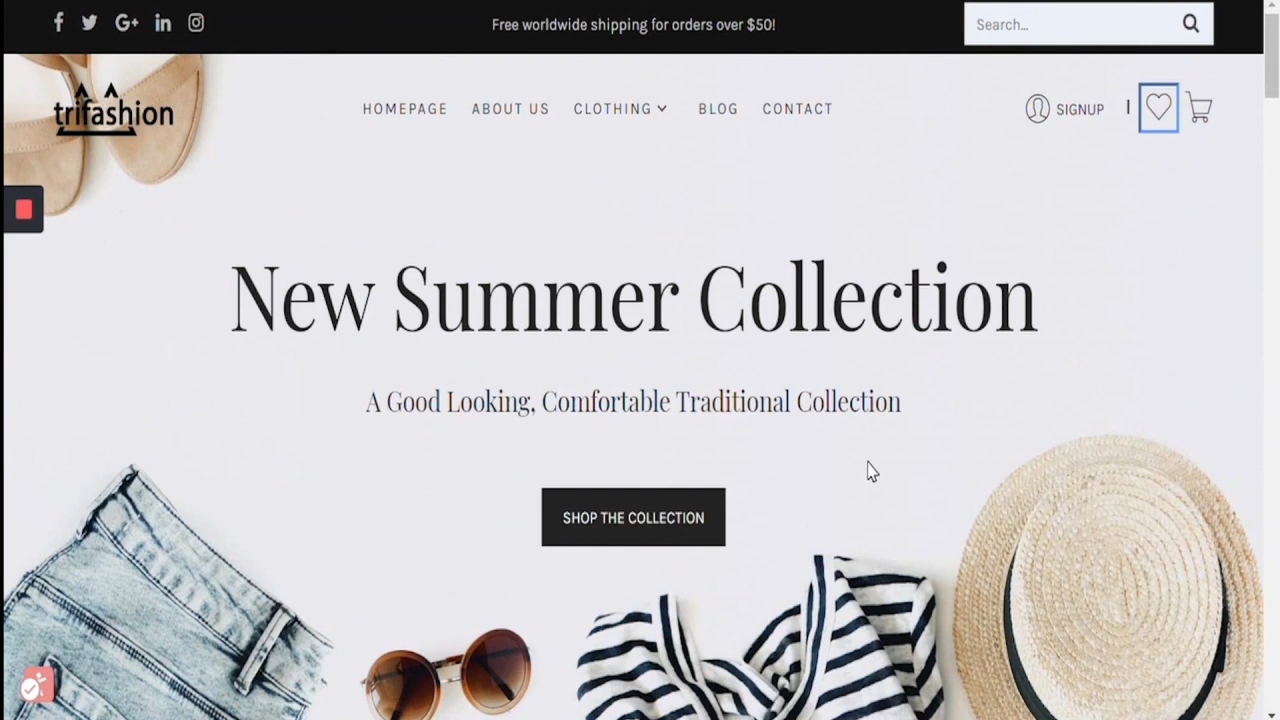 Free worldwide shipping for orders over $50!
Search...
trifashion
HOMEPAGE ABOUT US CLOTHING BLOG CONTACT
SIGNUP
New Summer Collection
A Good Looking, Comfortable Traditional Collection
SHOP THE COLLECTION